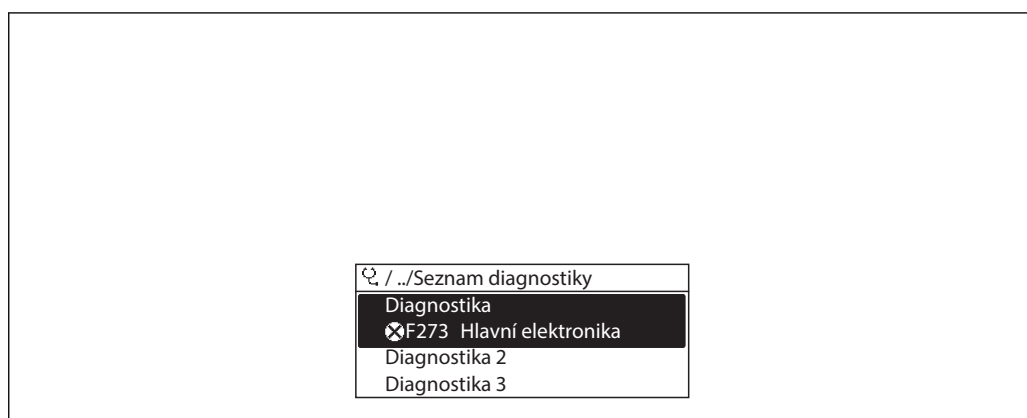 / ../Seznam diagnostiky
Diagnostika
F273 Hlavní elektronika
Diagnostika 2
Diagnostika 3